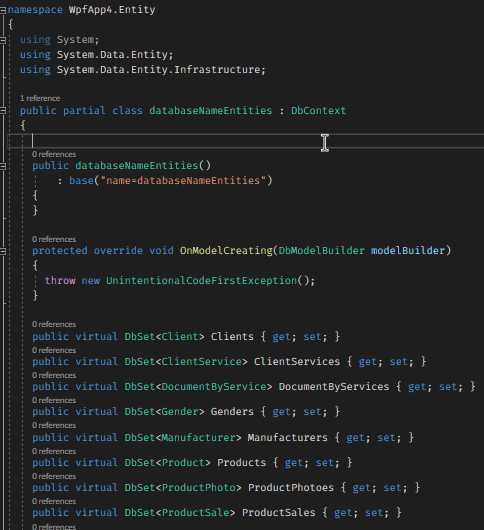 namespace WpfApp4.Entity
{
using System;
using System.Data.Entity;
using System.Data.Entity.Infrastructure;
1 reference
public partial class databaseNameEntities : DbContext
{
0 references
public databaseNameEntities()
: base("name=databaseNameEntities")
{
}
0 references
protected override void OnModelCreating(DbModelBuilder modelBuilder)
{
throw new UnintentionalCodeFirstException();
}
0 references
public virtual DbSet<Client> Clients { get; set; }
0 references
public virtual DbSet<ClientService> ClientServices { get; set; }
0 references
public virtual DbSet<DocumentByService> DocumentByServices { get; set; }
0 references
public virtual DbSet<Gender> Genders { get; set; }
0 references
public virtual DbSet<Manufacturer> Manufacturers { get; set; }
0 references
public virtual DbSet<Product> Products { get; set; }
0 references
public virtual DbSet<ProductPhoto> ProductPhotoes { get; set; }
0 references
public virtual DbSet<ProductSale> ProductSales { get; set; }
0 references